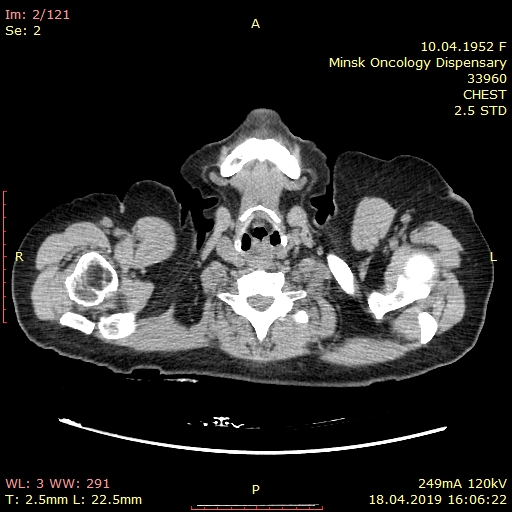 Im: 2/121
Se: 2
A
10.04.1952 F
Minsk Oncology Dispensary
33960
CHEST
2.5 STD
R
L
WL: 3 WW: 291
T: 2.5mm L: 22.5mm
P
249mA 120kV
18.04.2019 16:06:22